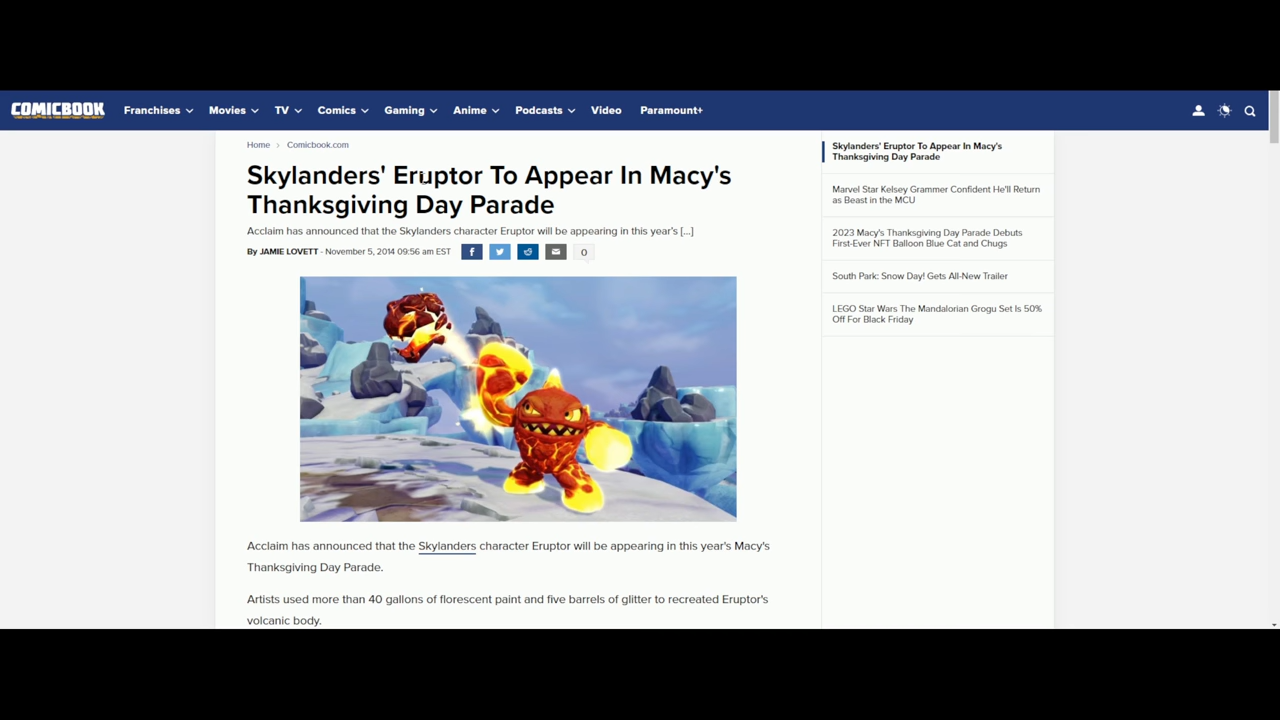 COMICBOOK
Franchises Movies TV Comics Gaming Anime Podcasts Video Paramount+
Home > Comicbook.com
Skylanders' Eruptor To Appear In Macy's
Thanksgiving Day Parade
Acclaim has announced that the Skylanders character Eruptor will be appearing in this year's [...]
By JAMIE LOVETT - November 5, 2014 09:56 am EST
0
Acclaim has announced that the Skylanders character Eruptor will be appearing in this year's Macy's
Thanksgiving Day Parade.
Artists used more than 40 gallons of florescent paint and five barrels of glitter to recreated Eruptor's
volcanic body.
Skylanders' Eruptor To Appear In Macy's
Thanksgiving Day Parade
Marvel Star Kelsey Grammer Confident He'll Return
as Beast in the MCU
2023 Macy's Thanksgiving Day Parade Debuts
First-Ever NFT Balloon Blue Cat and Chugs
South Park: Snow Day! Gets All-New Trailer
LEGO Star Wars The Mandalorian Grogu Set Is 50%
Off For Black Friday